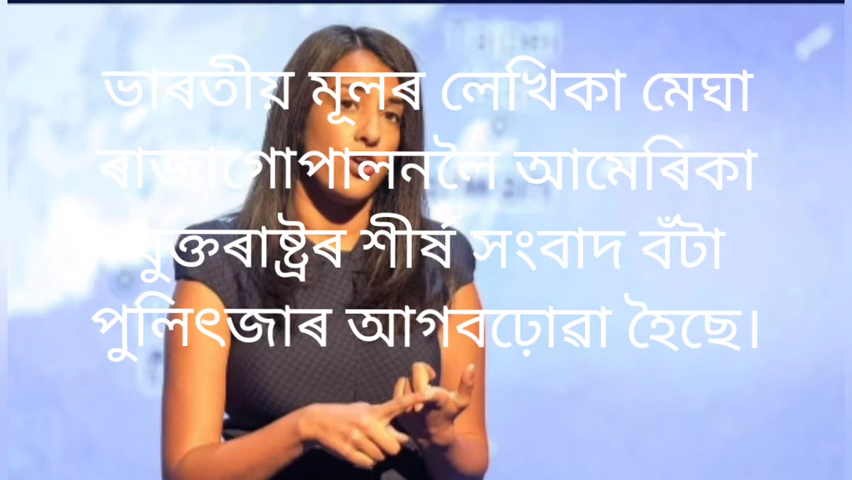 ভাৰতীয় মূলৰ লেখিকা মেঘা
ৰাজাগোপালনলৈ আমেৰিকা
যুক্তৰাষ্ট্ৰৰ শীৰ্ষ সংবাদ বঁটা
পুলিৎজাৰ আগবঢ়োৱা হৈছে।